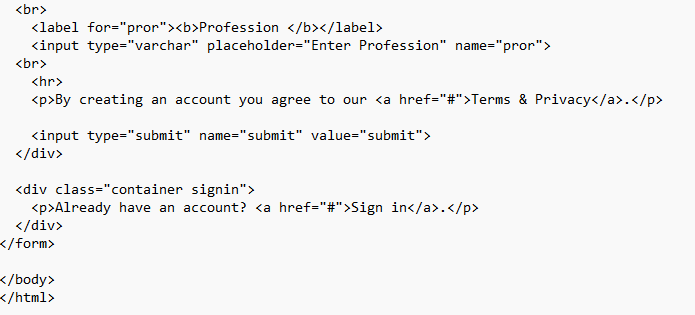 <br>
<label for="pror"><b>Profession </b></label>
<input type="varchar" placeholder="Enter Profession" name="pror">
<br>
<hr>
<p>By creating an account you agree to our <a href="#">Terms & Privacy</a>.</p>
<input type="submit" name="submit" value="submit">
</div>
<div class="container signin">
<p>Already have an account? <a href="#">Sign in</a>.</p>
</div>
</form>
</body>
</html>